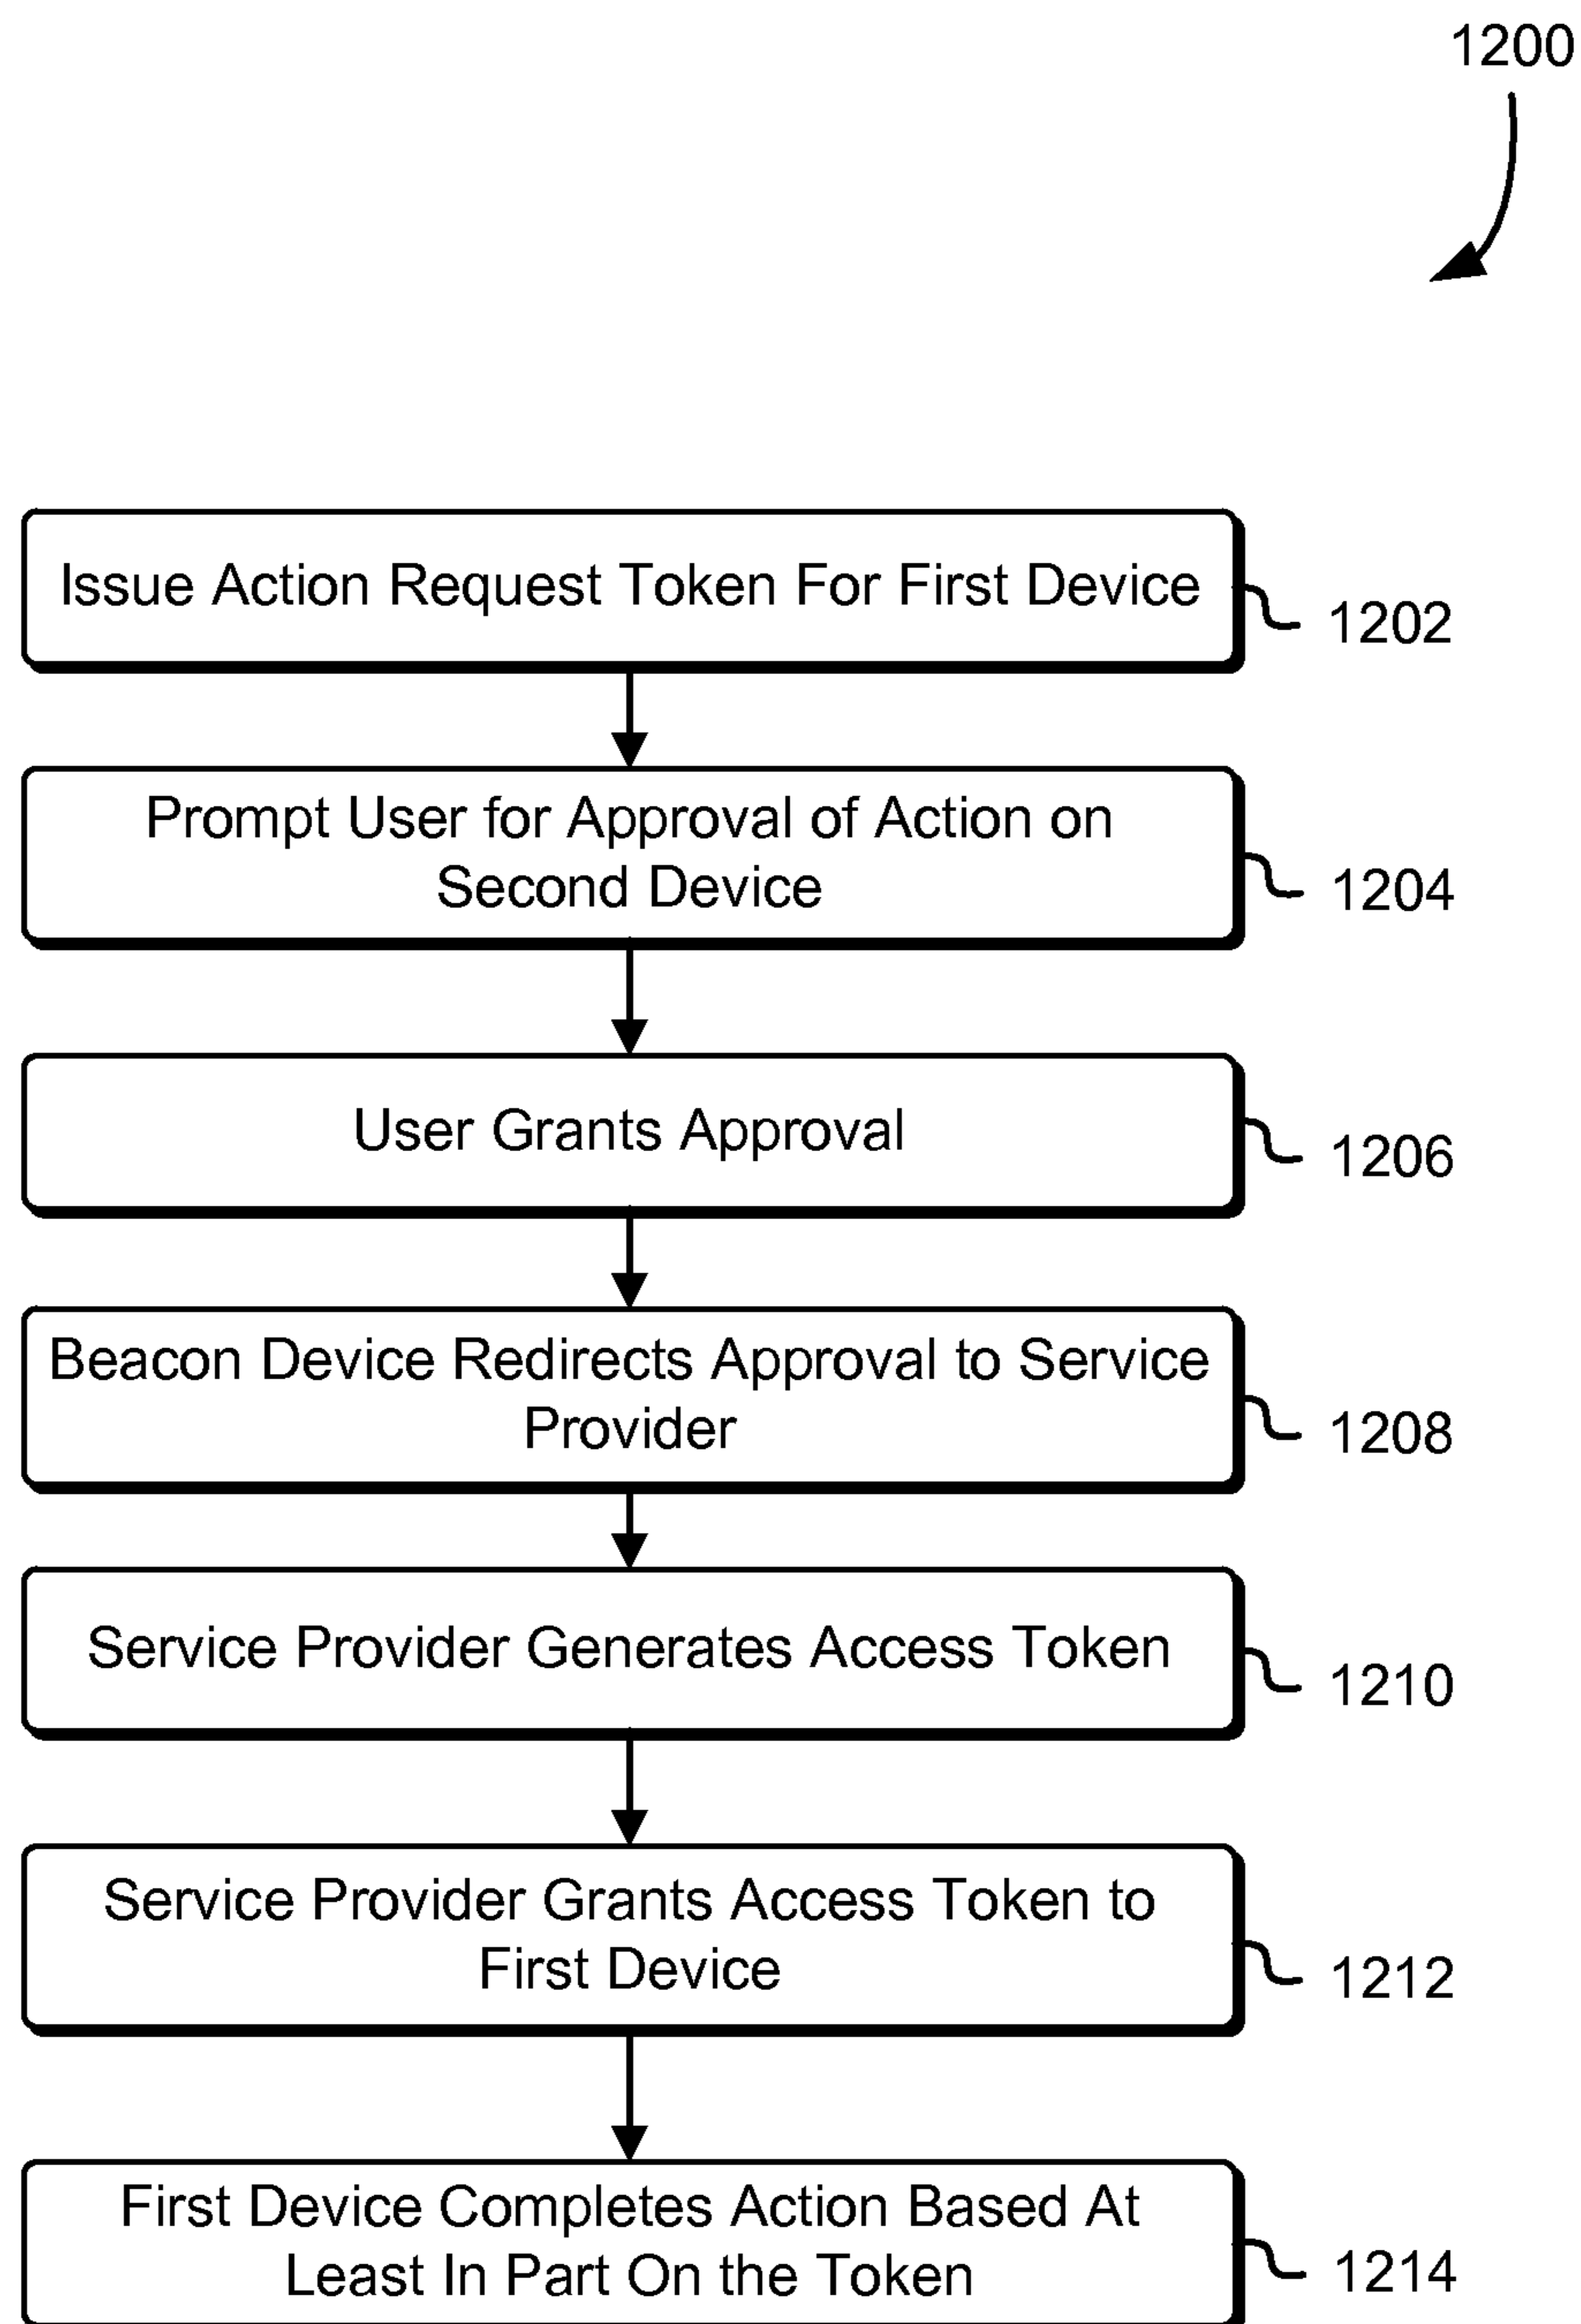 1200
Issue Action Request Token For First Device
1202
Prompt User for Approval of Action on
Second Device
1204
User Grants Approval
1206
Beacon Device Redirects Approval to Service
Provider
1208
Service Provider Generates Access Token
1210
Service Provider Grants Access Token to
First Device
1212
First Device Completes Action Based At
Least In Part On the Token
1214